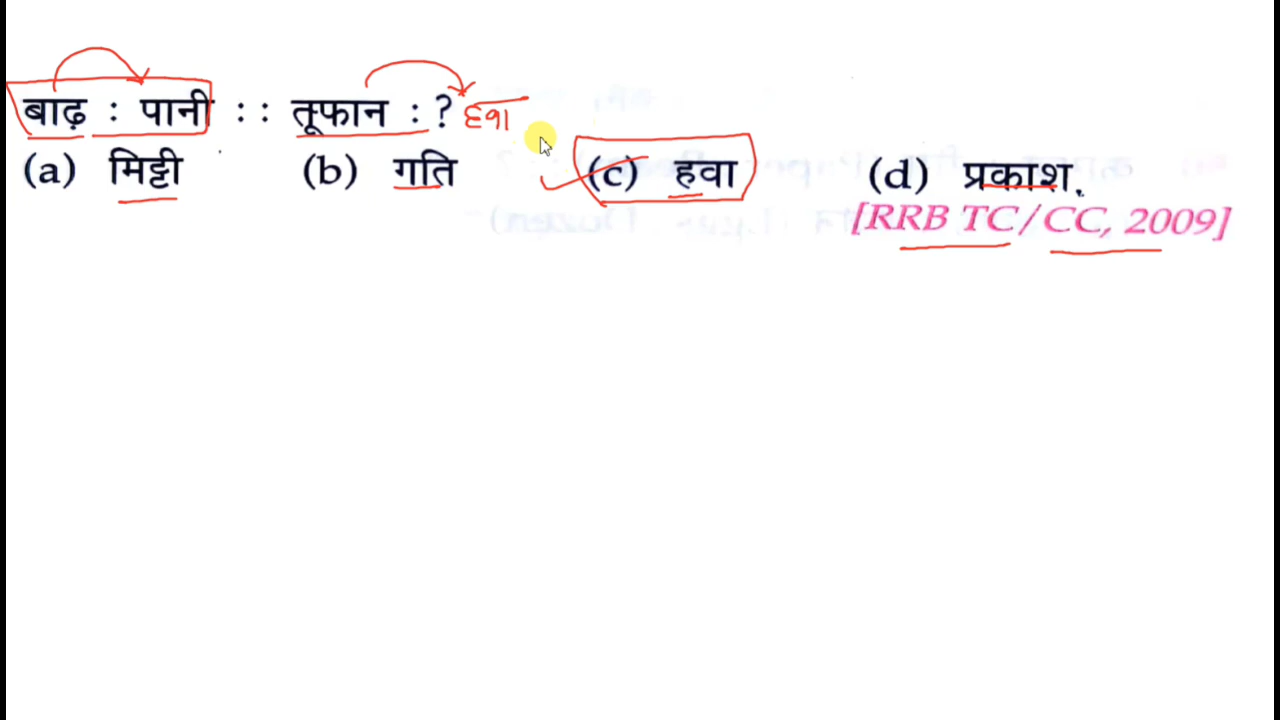 बाढ़ : पानी :: तूफान : ? हवा
(a) मिट्टी (b) गति (c) हवा (d) प्रकाश.
[RRB TC/CC, 2009]